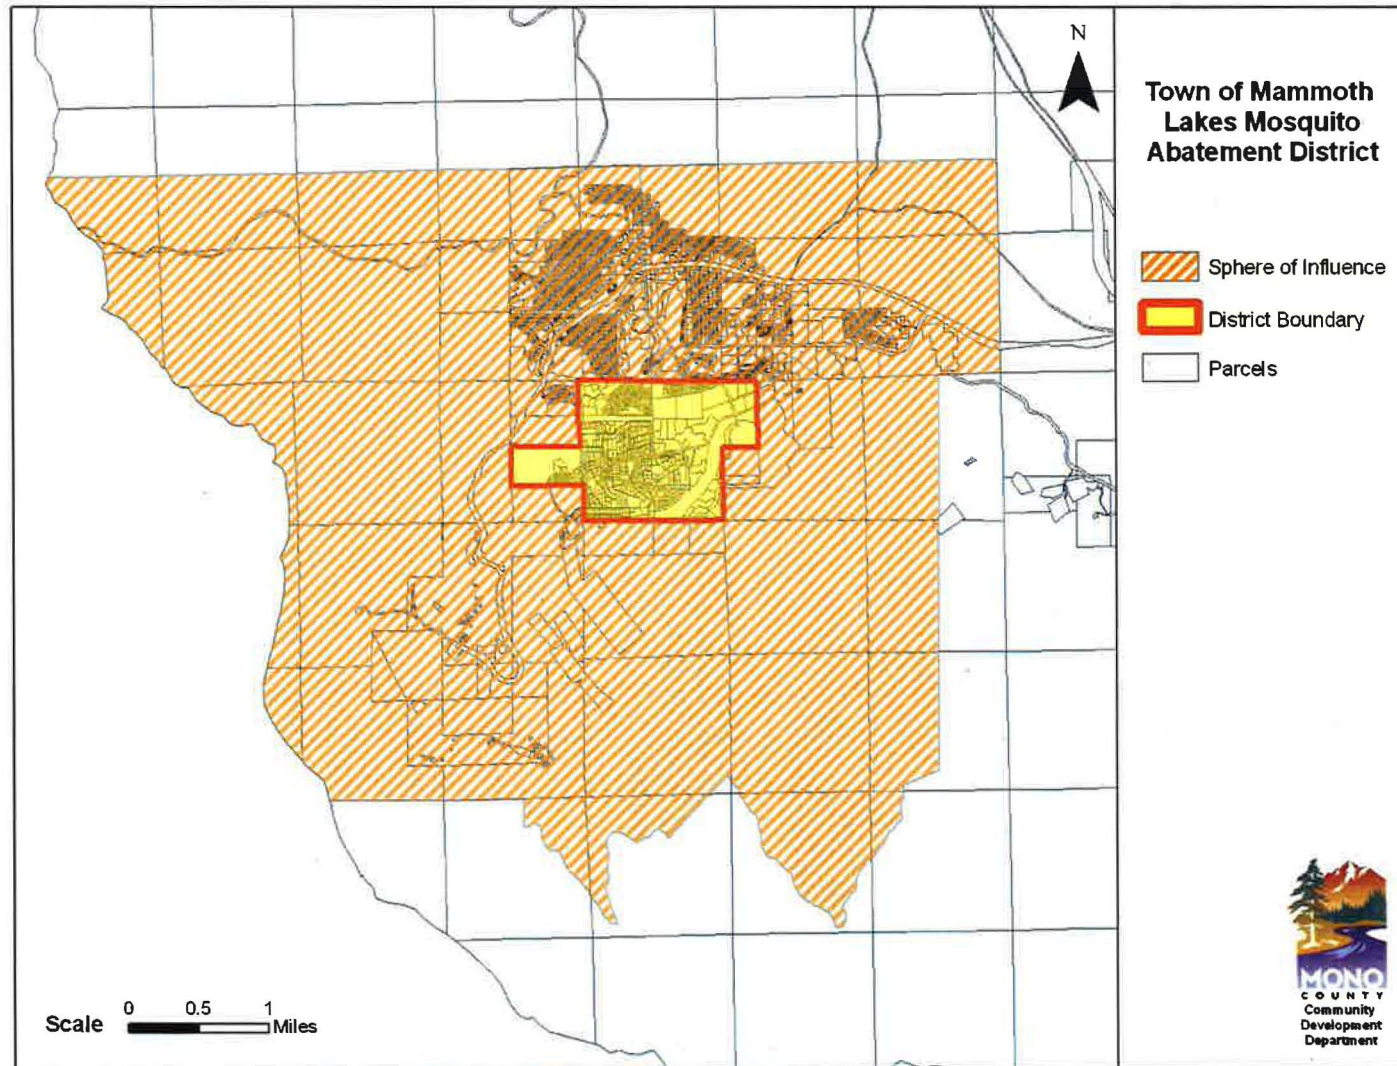 N
Town of Mammoth
Lakes Mosquito
Abatement District
Sphere of Influence
District Boundary
Parcels
Scale
0 0.5 1
Miles
MONO
COUNTY
Community
Development
Department